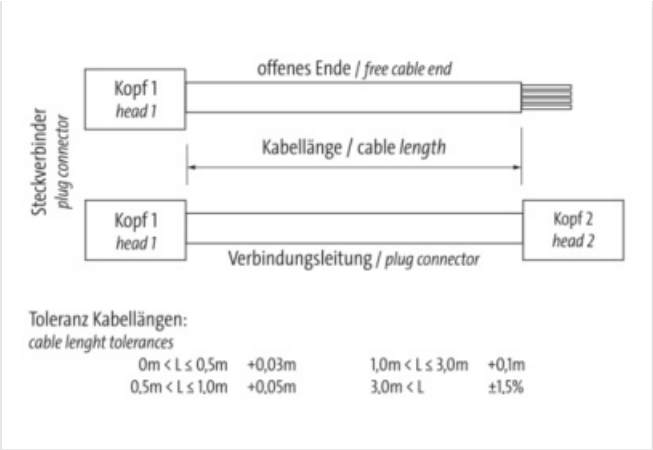 offenes Ende / free cable end
Kopf 1
head 1
Steckverbinder
plug connector
Kabellänge / cable length
Kopf 1
head 1
Kopf 2
head 2
Verbindungsleitung / plug connector
Toleranz Kabellängen:
cable lenght tolerances
0m < L ≤ 0,5m +0,03m 1,0m < L ≤ 3,0m +0,1m
0,5m < L ≤ 1,0m +0,05m 3,0m < L ±1,5%